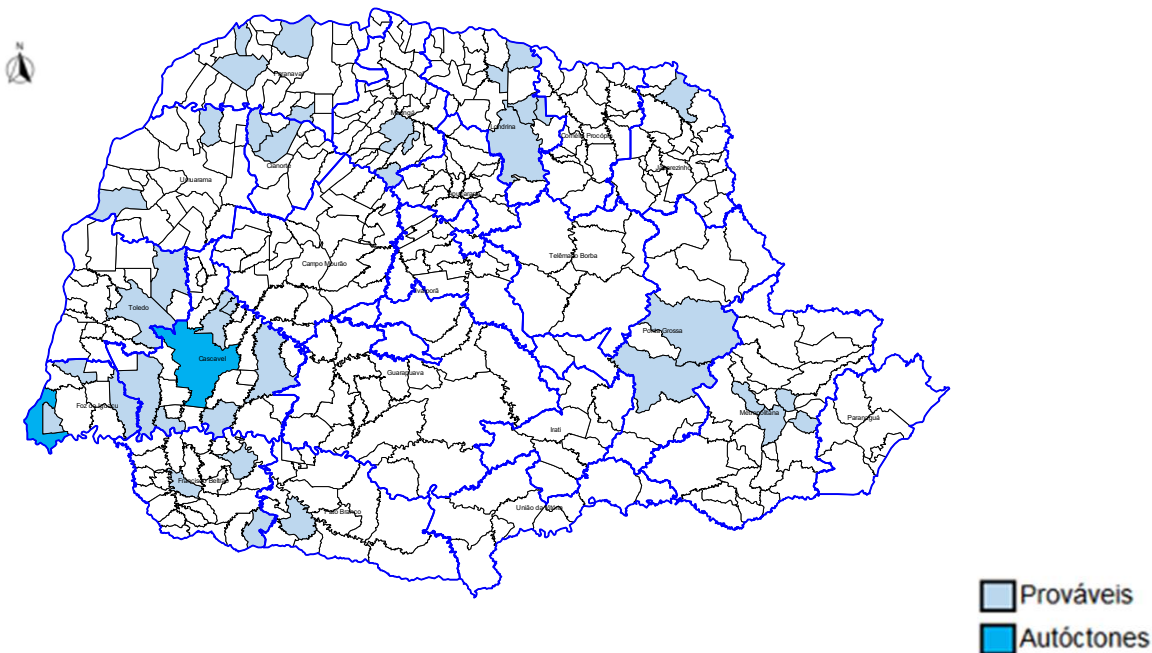 N
Paranavaí
Maringá
Londrina
Cornélio Procópio
Jacarezinho
Cianorte
Umuarama
Apucarana
Campo Mourão
Telêmaco Borba
Ivaiporã
Toledo
Ponta Grossa
Cascavel
Guarapuava
Foz do Iguaçu
Metropolitana
Paranaguá
Irati
Francisco Beltrão
Pato Branco
União da Vitória
Prováveis
Autóctones